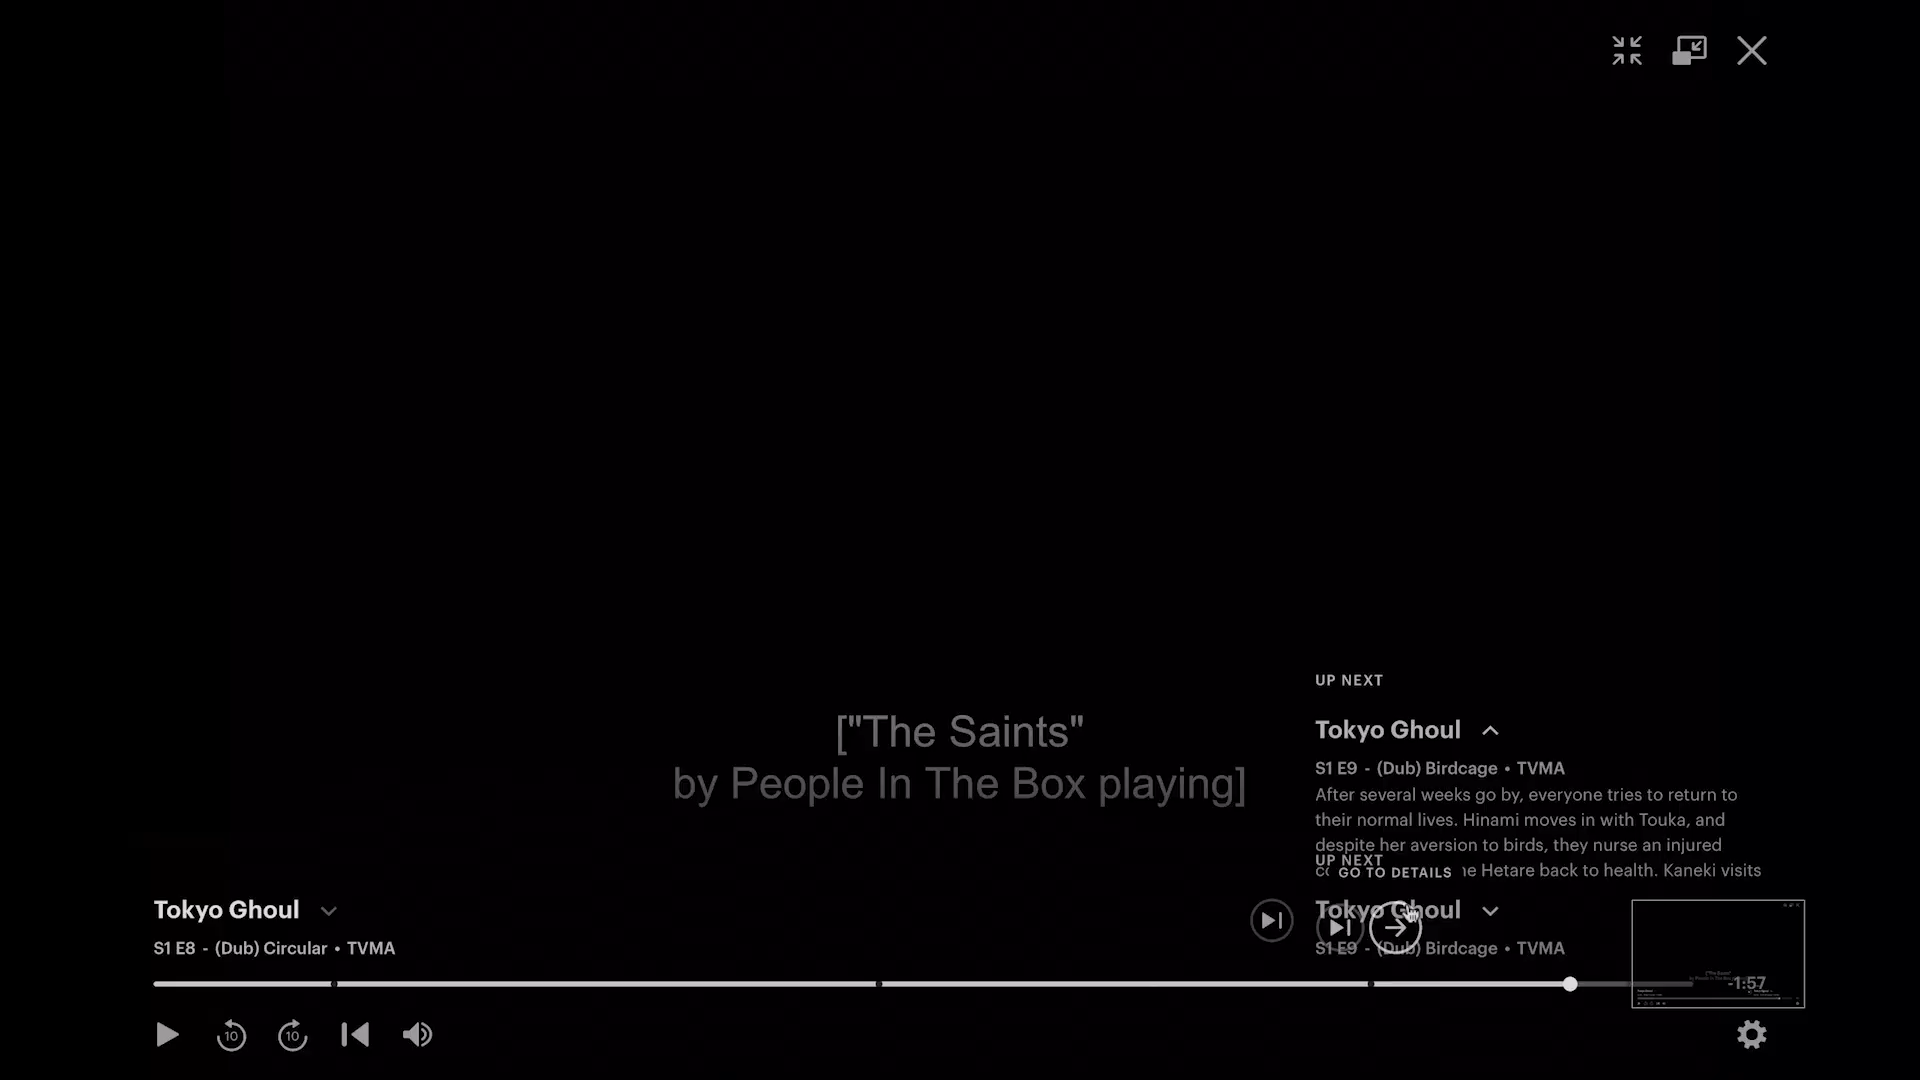 UP NEXT
Tokyo Ghoul
S1 E9 - (Dub) Birdcage • TVMA
After several weeks go by, everyone tries to return to
their normal lives. Hinami moves in with Touka, and
despite her aversion to birds, they nurse an injured
Hetare back to health. Kaneki visits
["The Saints"
by People In The Box playing]
UP NEXT
GO TO DETAILS
Tokyo Ghoul
S1 E8 - (Dub) Circular • TVMA
Tokyo Ghoul
S1 E9 - (Dub) Birdcage • TVMA
-1:57
10
10